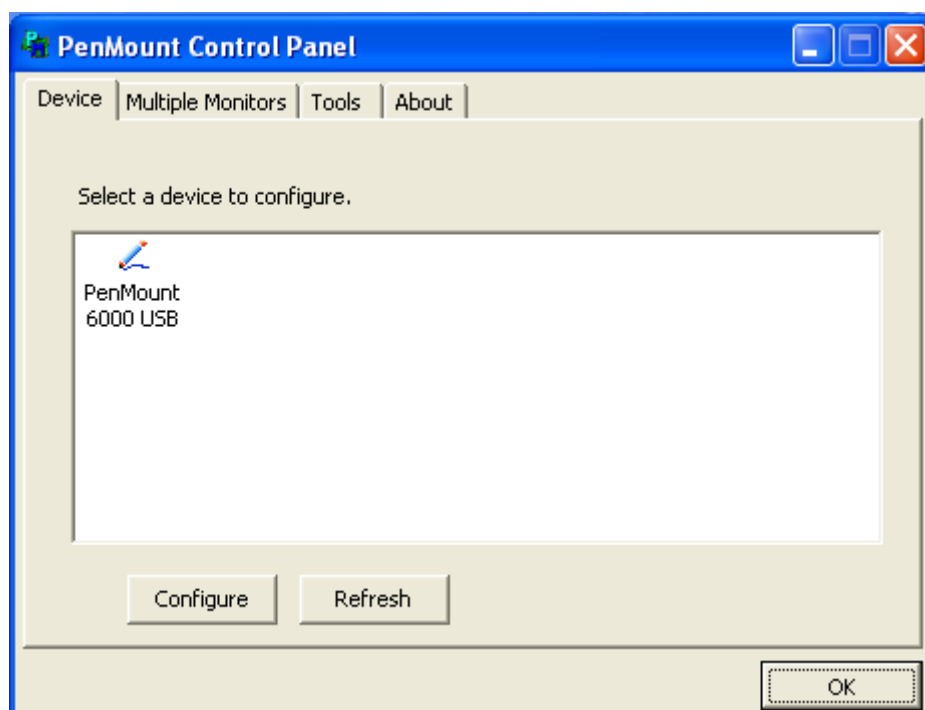 PenMount Control Panel
Device Multiple Monitors Tools About
Select a device to configure.
PenMount
6000 USB
Configure Refresh
OK